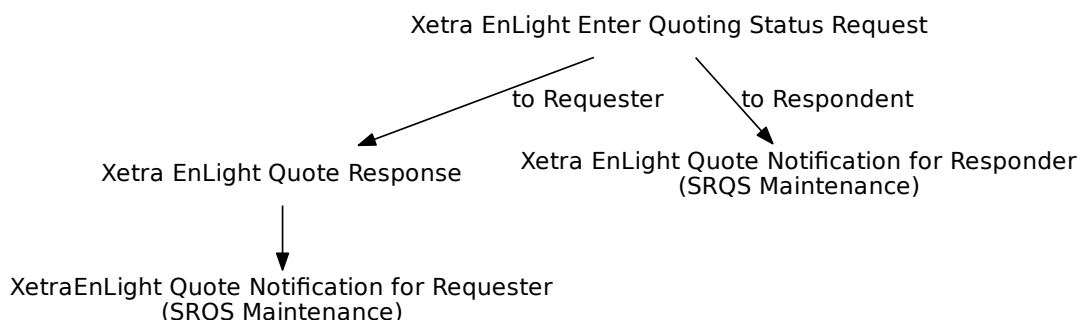 Xetra EnLight Enter Quoting Status Request
to Requester
to Respondent
Xetra EnLight Quote Response
Xetra EnLight Quote Notification for Responder
(SRQS Maintenance)
XetraEnLight Quote Notification for Requester
(SRQS Maintenance)